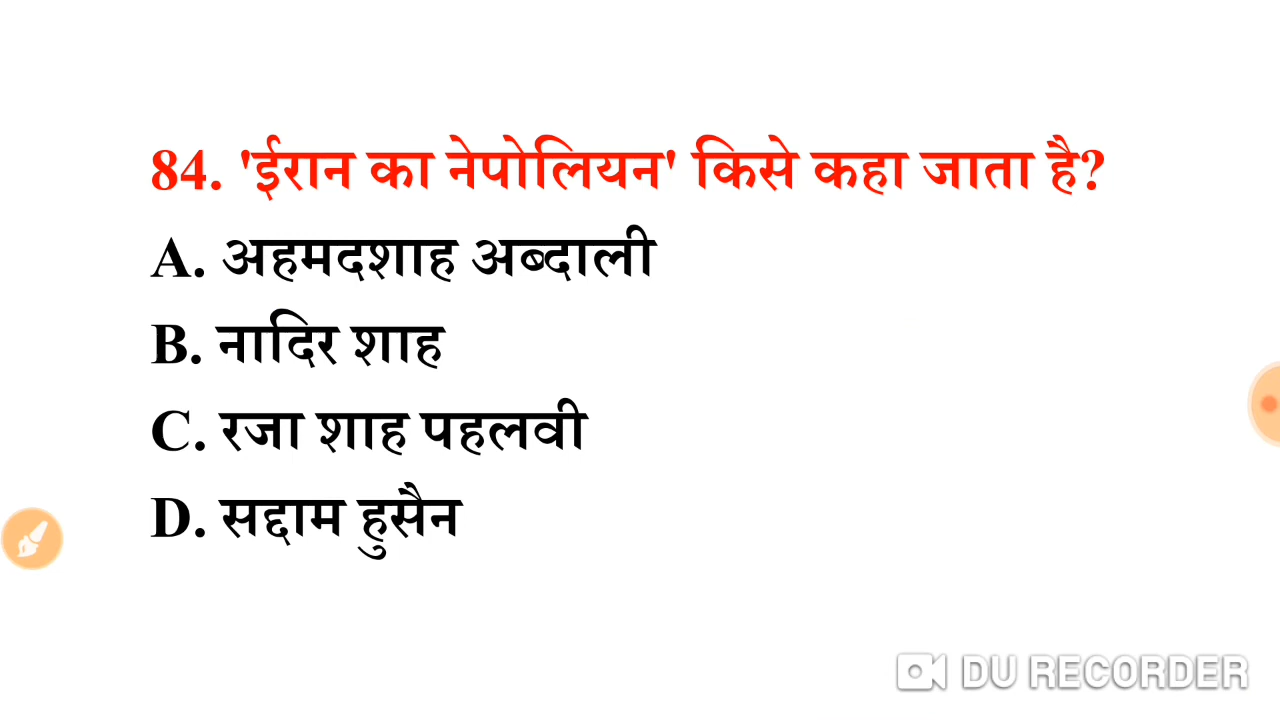 84. 'ईरान का नेपोलियन' किसे कहा जाता है?
A. अहमदशाह अब्दाली
B. नादिर शाह
C. रजा शाह पहलवी
D. सद्दाम हुसैन
DU RECORDER